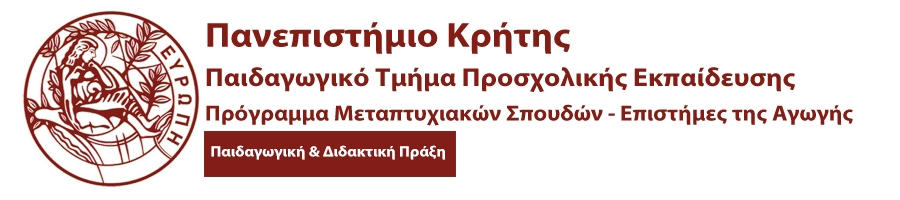 ΕΥΡΩΠΗ
Πανεπιστήμιο Κρήτης
Παιδαγωγικό Τμήμα Προσχολικής Εκπαίδευσης
Πρόγραμμα Μεταπτυχιακών Σπουδών - Επιστήμες της Αγωγής
Παιδαγωγική & Διδακτική Πράξη